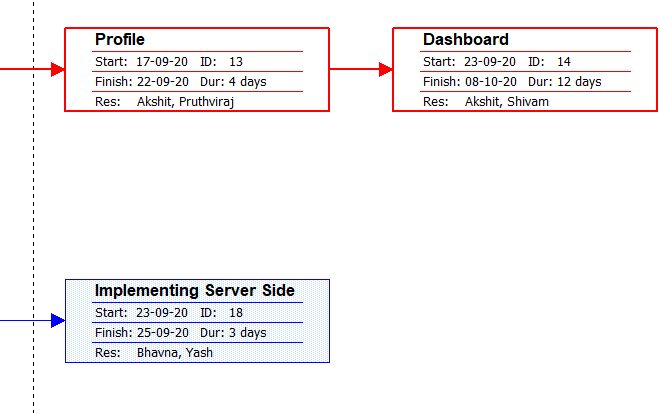 Profile
Start: 17-09-20 ID: 13
Finish: 22-09-20 Dur: 4 days
Res: Akshit, Pruthviraj
Dashboard
Start: 23-09-20 ID: 14
Finish: 08-10-20 Dur: 12 days
Res: Akshit, Shivam
Implementing Server Side
Start: 23-09-20 ID: 18
Finish: 25-09-20 Dur: 3 days
Res: Bhavna, Yash